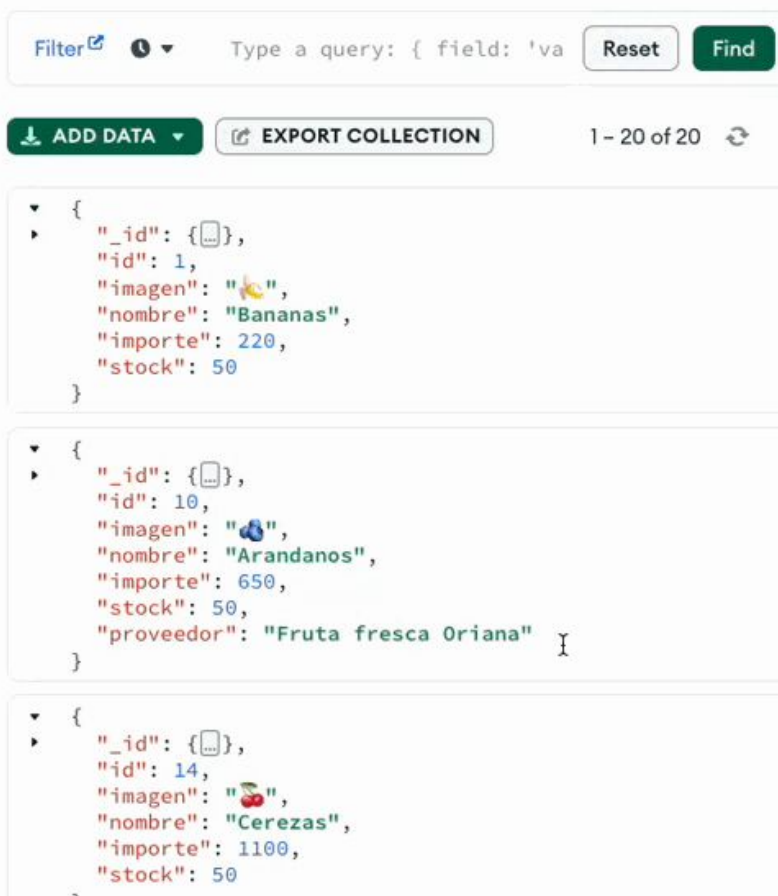 Filter
Type a query: { field: 'va
Reset
Find
ADD DATA
EXPORT COLLECTION
1 – 20 of 20
{
"_id": {...},
"id": 1,
"imagen": "🍌",
"nombre": "Bananas",
"importe": 220,
"stock": 50
}
{
"_id": {...},
"id": 10,
"imagen": "🫐",
"nombre": "Arandanos",
"importe": 650,
"stock": 50,
"proveedor": "Fruta fresca Oriana"
}
{
"_id": {...},
"id": 14,
"imagen": "🍒",
"nombre": "Cerezas",
"importe": 1100,
"stock": 50